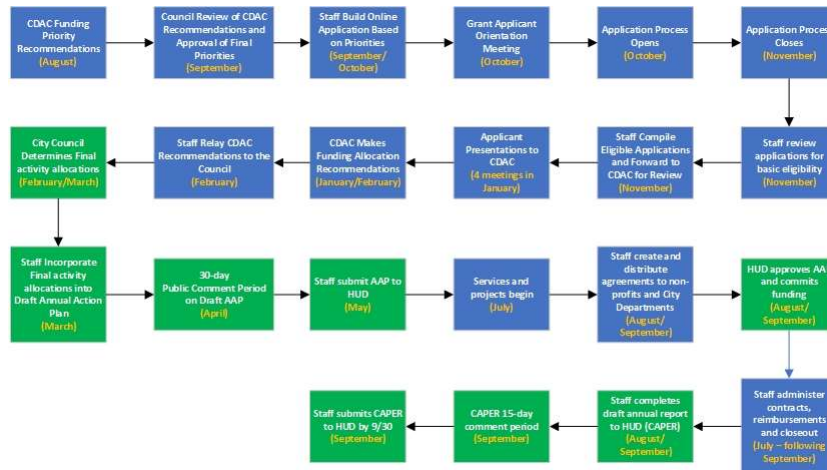 CDAC Funding
Priority
Recommendations
(August)
Council Review of CDAC
Recommendations and
Approval of Final
Priorities
(September)
Staff Build Online
Application Based
on Priorities
(September/
October)
Grant Applicant
Orientation
Meeting
(October)
Application Process
Opens
(October)
Application Process
Closes
(November)
City Council
Determines Final
activity allocations
(February/March)
Staff Relay CDAC
Recommendations to the
Council
(February)
CDAC Makes
Funding Allocation
Recommendations
(January/February)
Applicant
Presentations to
CDAC
(4 meetings in
January)
Staff Compile
Eligible Applications
and Forward to
CDAC for Review
(November)
Staff review
applications for
basic eligibility
(November)
Staff Incorporate
Final activity
allocations into
Draft Annual Action
Plan
(March)
30-day
Public Comment Period
on Draft AAP
(April)
Staff submit AAP to
HUD
(May)
Services and
projects begin
(July)
Staff create and
distribute
agreements to non-
profits and City
Departments
(August/
September)
HUD approves AA
and commits
funding
(August/
September)
Staff submits CAPER
to HUD by 9/30
(September)
CAPER 15-day
comment period
(September)
Staff completes
draft annual report
to HUD (CAPER)
(August/
September)
Staff administer
contracts,
reimbursements
and closeout
(July – following
September)